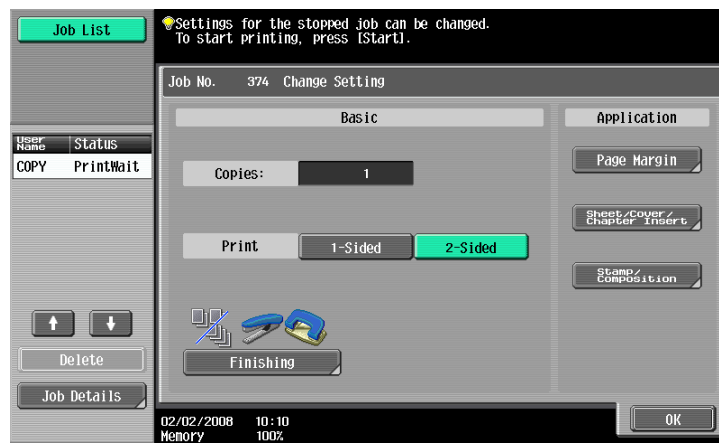 Job List
Settings for the stopped job can be changed.
To start printing, press [Start].
Job No. 374 Change Setting
Basic
Application
User Name Status
COPY PrintWait
Copies: 1
Page Margin
Sheet/Cover/
Chapter Insert
Print 1-Sided 2-Sided
Stamp/
Composition
Finishing
Delete
Job Details
02/02/2008 10:10
Memory 100%
OK